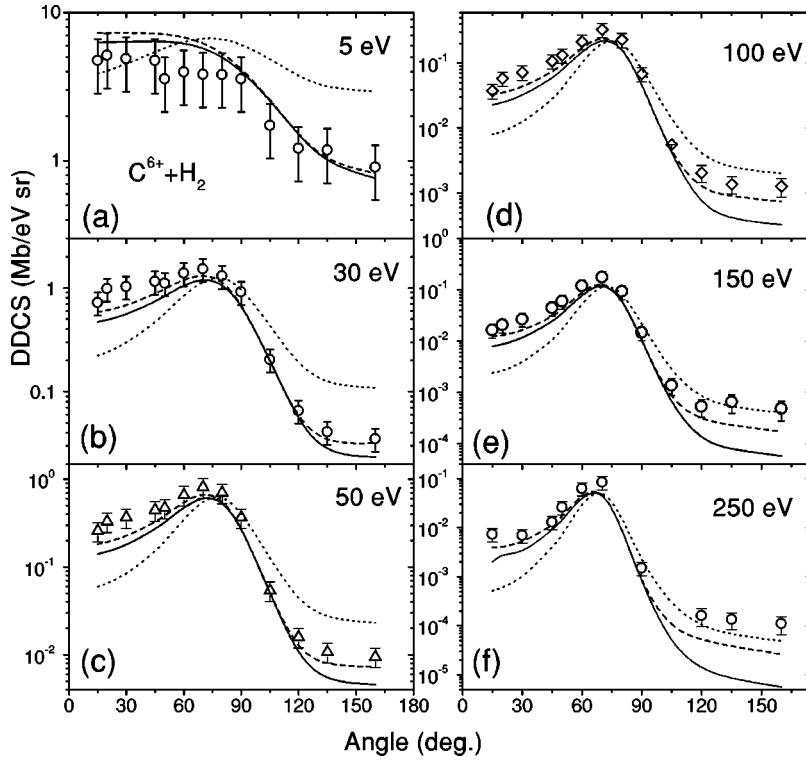 10
5 eV
1
C⁶⁺+H₂
(a)
1
30 eV
0.1
(b)
10⁰
50 eV
10⁻¹
10⁻²
(c)
0 30 60 90 120 150 180
10⁻¹
100 eV
10⁻²
10⁻³
(d)
10⁰
150 eV
10⁻¹
10⁻²
10⁻³
10⁻⁴
(e)
10⁻¹
250 eV
10⁻²
10⁻³
10⁻⁴
10⁻⁵
(f)
0 30 60 90 120 150
DDCS (Mb/eV sr)
Angle (deg.)